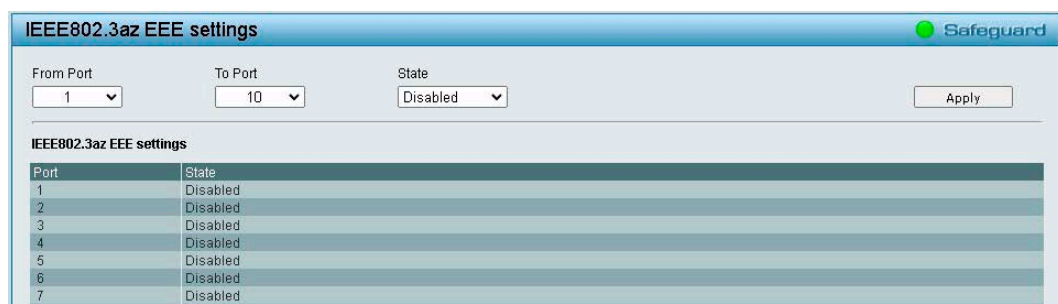 IEEE802.3az EEE settings
Safeguard
From Port To Port State
1 10 Disabled
Apply
IEEE802.3az EEE settings
Port State
1 Disabled
2 Disabled
3 Disabled
4 Disabled
5 Disabled
6 Disabled
7 Disabled